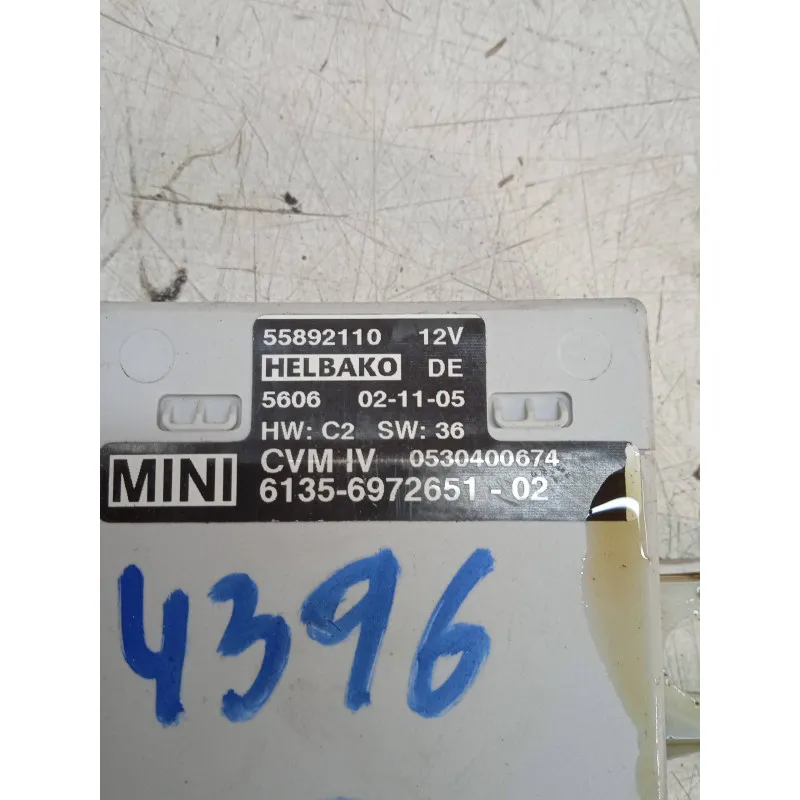 55892110 12V
HELBAKO DE
5606 02-11-05
HW: C2 SW: 36
MINI CVM IV 0530400674
6135-6972651-02
4396